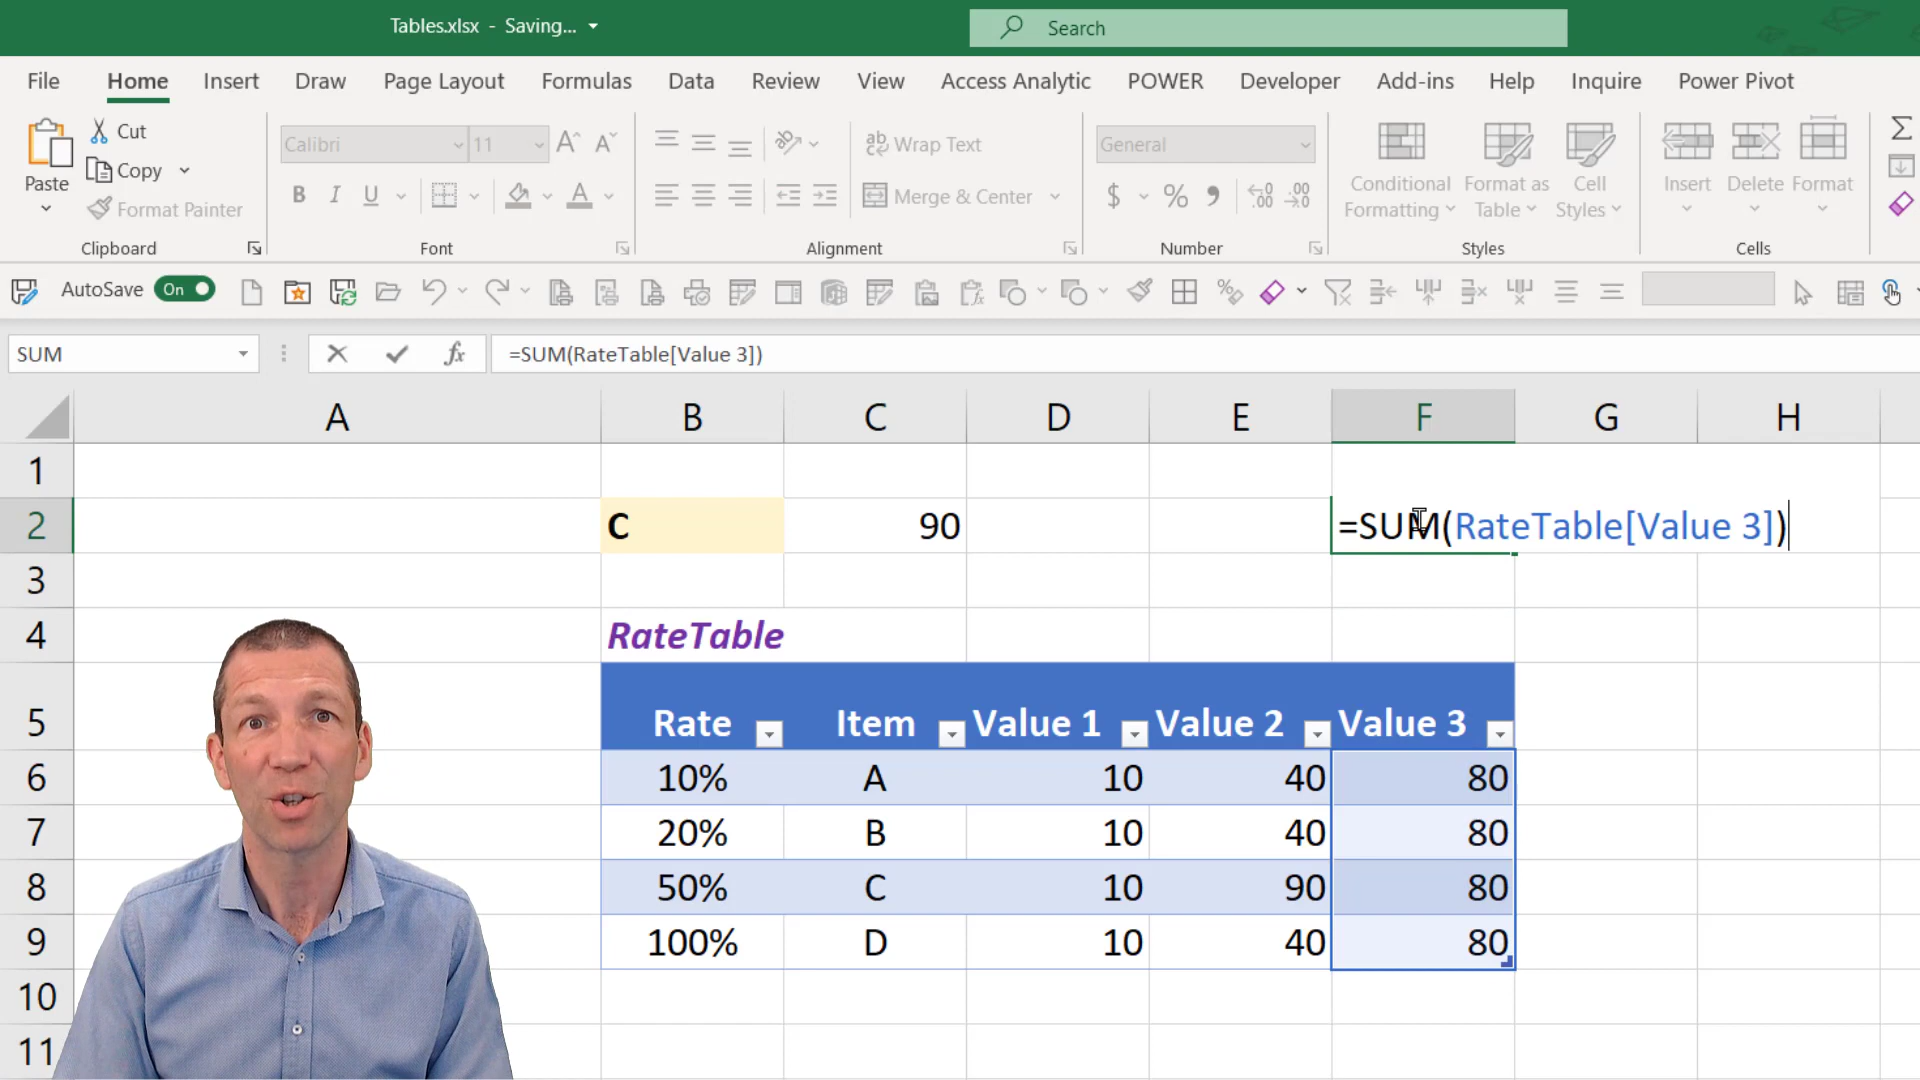 Tables.xlsx - Saving...
Search
File Home Insert Draw Page Layout Formulas Data Review View Access Analytic POWER Developer Add-ins Help Inquire Power Pivot
Paste
Cut
Copy
Format Painter
Clipboard
Calibri 11
B I U
Font
Wrap Text
Merge & Center
Alignment
General
$ % ,
Number
Conditional Formatting
Format as Table
Cell Styles
Styles
Insert Delete Format
Cells
AutoSave On
SUM
fx
=SUM(RateTable[Value 3])
A B C D E F G H
1
2 C 90 =SUM(RateTable[Value 3])
3
4 RateTable
5 Rate Item Value 1 Value 2 Value 3
6 10% A 10 40 80
7 20% B 10 40 80
8 50% C 10 90 80
9 100% D 10 40 80
10
11